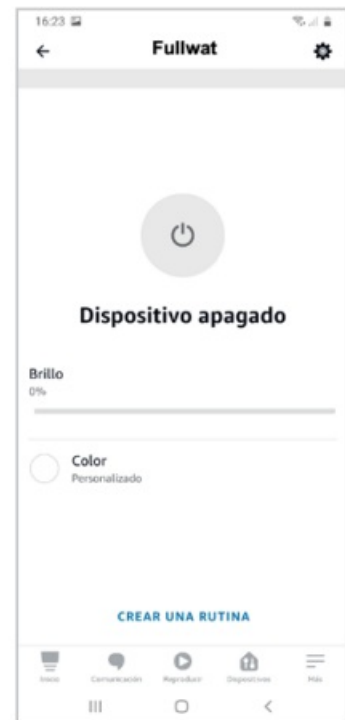 16:23
Fullwat
Dispositivo apagado
Brillo
0%
Color
Personalizado
CREAR UNA RUTINA
Inicio Comunicación Reproducir Dispositivos Más